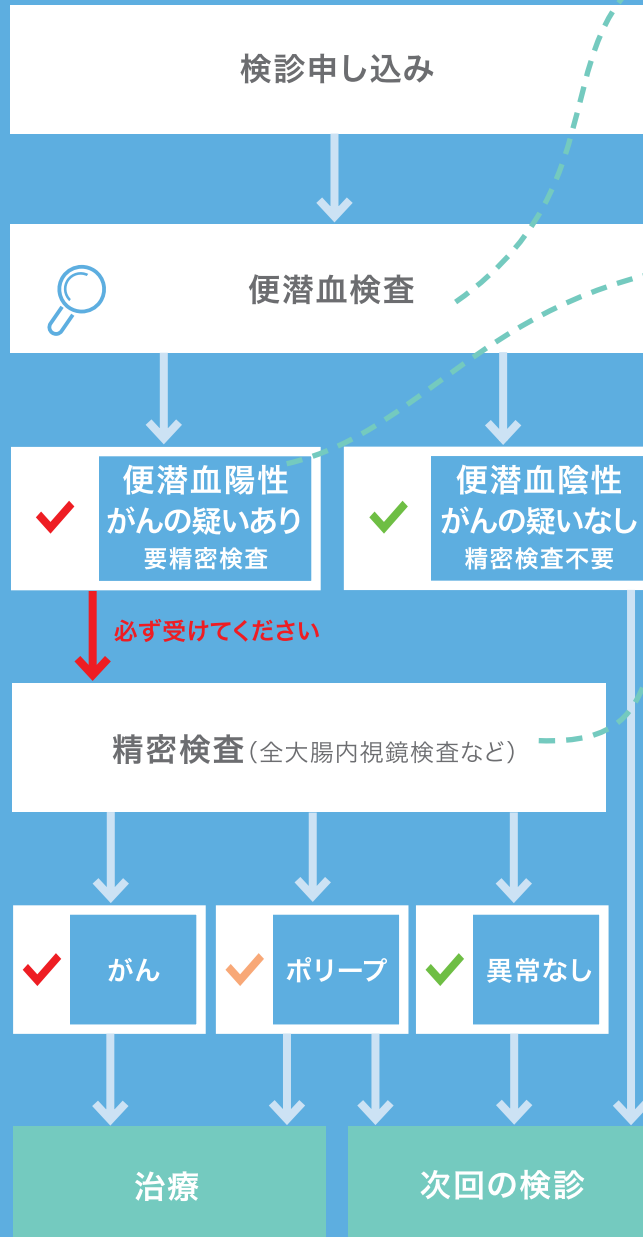 検診申し込み
便潜血検査
便潜血陽性
がんの疑いあり
要精密検査
便潜血陰性
がんの疑いなし
精密検査不要
必ず受けてください
精密検査(全大腸内視鏡検査など)
がん
ポリープ
異常なし
治療
次回の検診